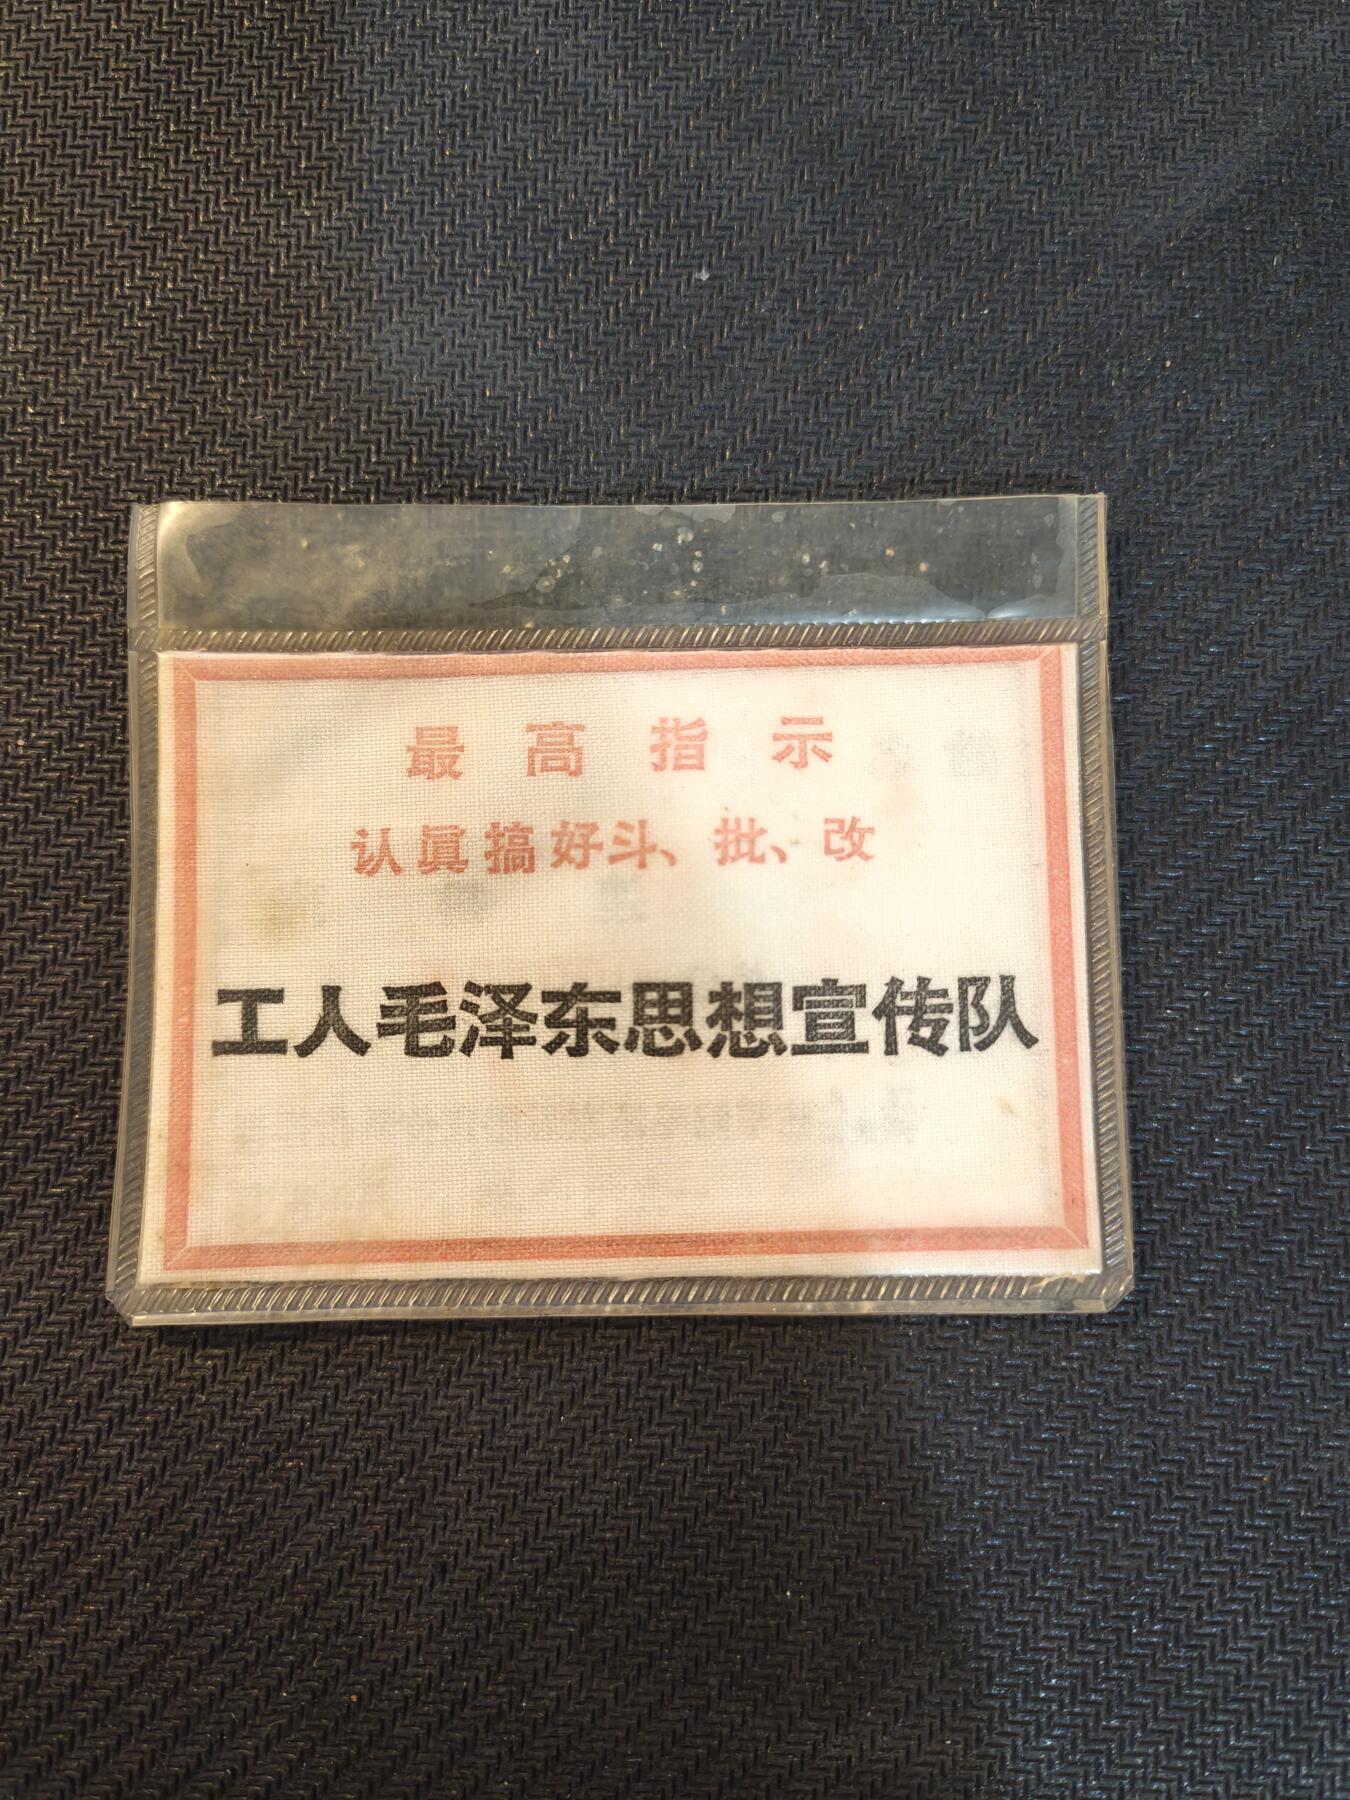 最高指示
认眞搞好斗、批、改
工人毛泽东思想宣传队